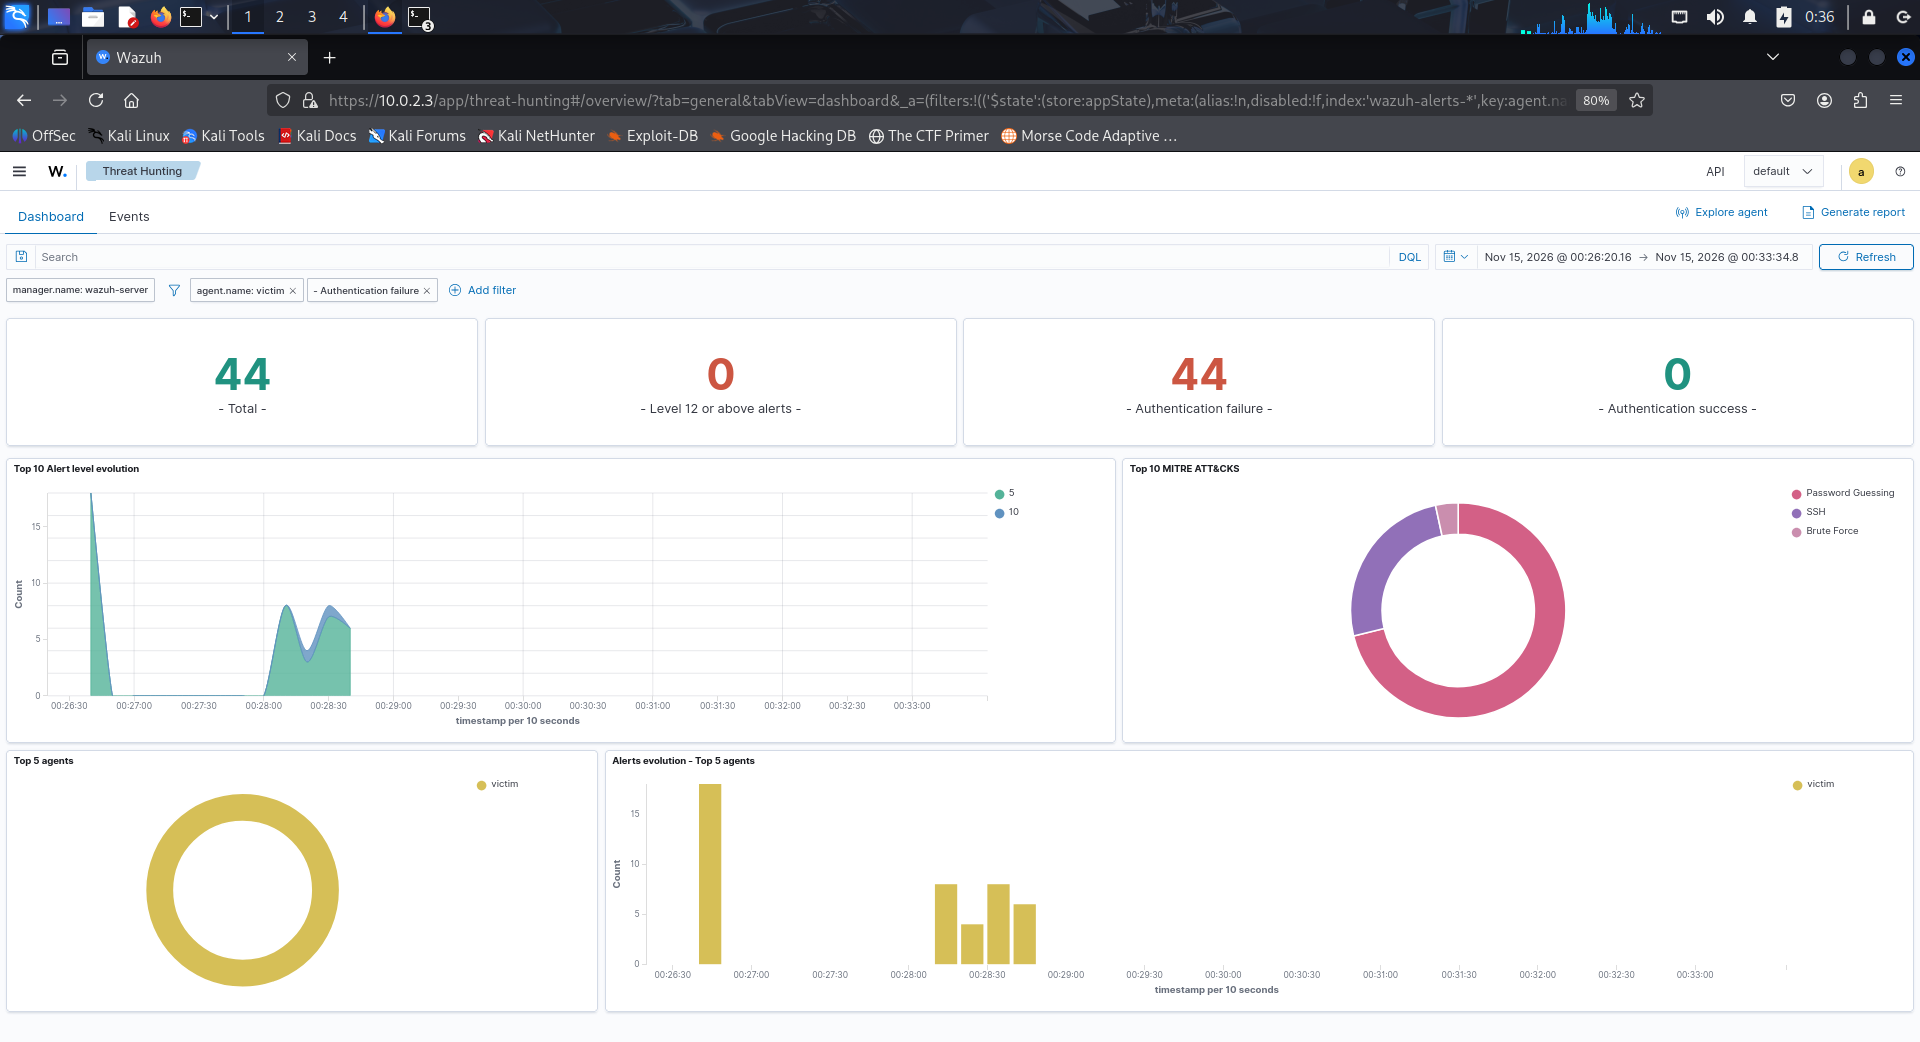 1 2 3 4 3 0:36
Wazuh
https://10.0.2.3/app/threat-hunting#/overview/?tab=general&tabView=dashboard&_a=(filters:!(('$state':(store:appState),meta:(alias:!n,disabled:!f,index:'wazuh-alerts-*',key:agent.na 80%
OffSec Kali Linux Kali Tools Kali Docs Kali Forums Kali NetHunter Exploit-DB Google Hacking DB The CTF Primer Morse Code Adaptive …
W. Threat Hunting API default a
Dashboard Events Explore agent Generate report
Search DQL Nov 15, 2026 @ 00:26:20.16 → Nov 15, 2026 @ 00:33:34.8 Refresh
manager.name: wazuh-server agent.name: victim × - Authentication failure × Add filter
44 0 44 0
- Total - - Level 12 or above alerts - - Authentication failure - - Authentication success -
Top 10 Alert level evolution
5
10
Count
15
10
5
0
00:26:30 00:27:00 00:27:30 00:28:00 00:28:30 00:29:00 00:29:30 00:30:00 00:30:30 00:31:00 00:31:30 00:32:00 00:32:30 00:33:00
timestamp per 10 seconds
Top 10 MITRE ATT&CKS
Password Guessing
SSH
Brute Force
Top 5 agents
victim
Alerts evolution - Top 5 agents
victim
Count
15
10
5
0
00:26:30 00:27:00 00:27:30 00:28:00 00:28:30 00:29:00 00:29:30 00:30:00 00:30:30 00:31:00 00:31:30 00:32:00 00:32:30 00:33:00
timestamp per 10 seconds